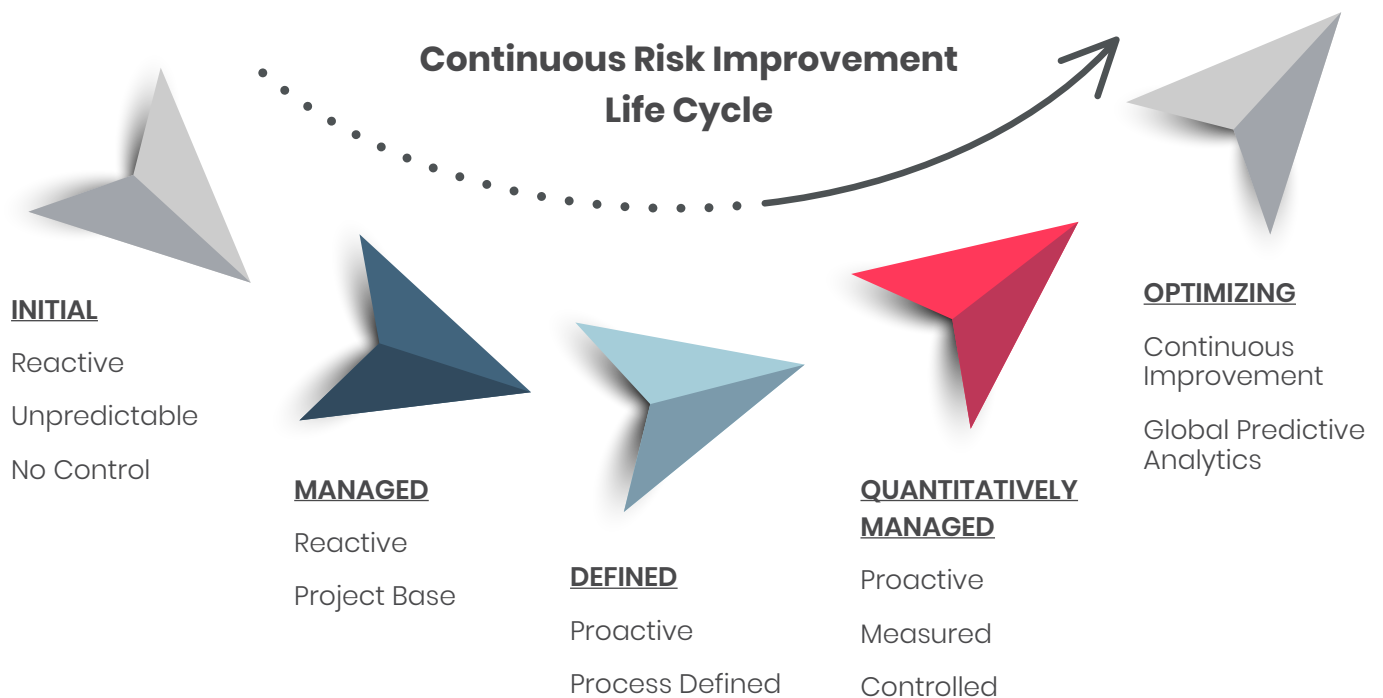 Continuous Risk Improvement
Life Cycle
INITIAL
Reactive
Unpredictable
No Control
MANAGED
Reactive
Project Base
DEFINED
Proactive
Process Defined
QUANTITATIVELY
MANAGED
Proactive
Measured
Controlled
OPTIMIZING
Continuous
Improvement
Global Predictive
Analytics